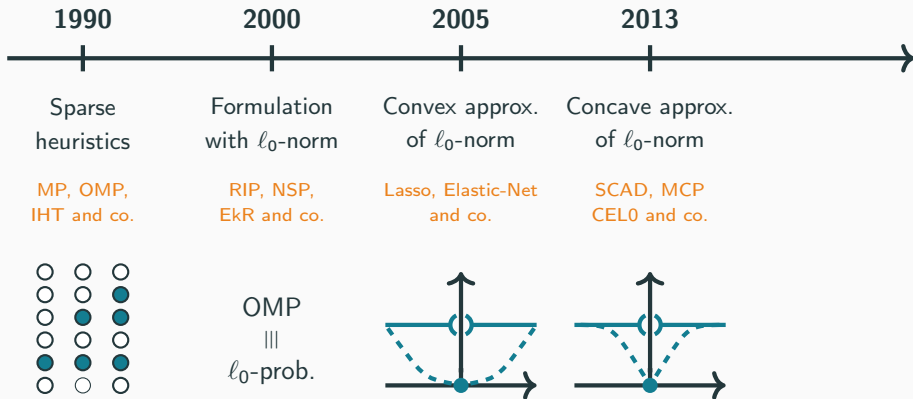 1990
2000
2005
2013
Sparse
heuristics
Formulation
with ℓ₀-norm
Convex approx.
of ℓ₀-norm
Concave approx.
of ℓ₀-norm
MP, OMP,
IHT and co.
RIP, NSP,
EkR and co.
Lasso, Elastic-Net
and co.
SCAD, MCP
CEL0 and co.
OMP
≡
ℓ₀-prob.